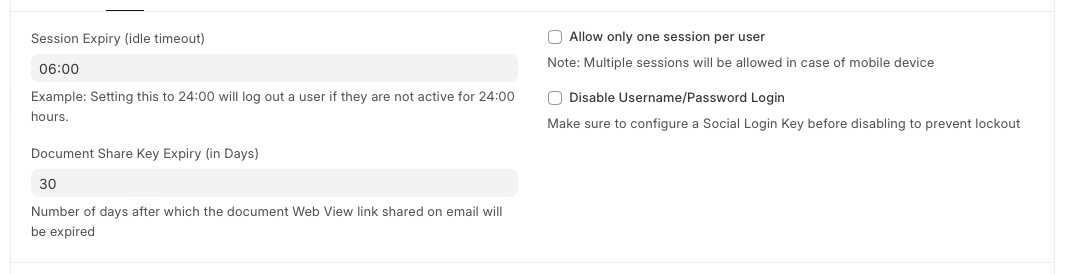 Session Expiry (idle timeout)
06:00
Example: Setting this to 24:00 will log out a user if they are not active for 24:00
hours.
Document Share Key Expiry (in Days)
30
Number of days after which the document Web View link shared on email will
be expired
Allow only one session per user
Note: Multiple sessions will be allowed in case of mobile device
Disable Username/Password Login
Make sure to configure a Social Login Key before disabling to prevent lockout